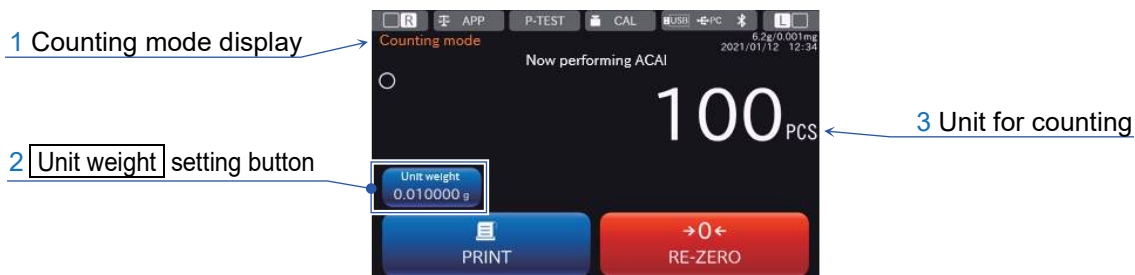 R APP P-TEST CAL USB PC L
1 Counting mode display
Counting mode
6.2g/0.001mg
2021/01/12 12:34
Now performing ACAI
100 PCS
3 Unit for counting
2 Unit weight setting button
Unit weight
0.010000 g
PRINT
→0←
RE-ZERO